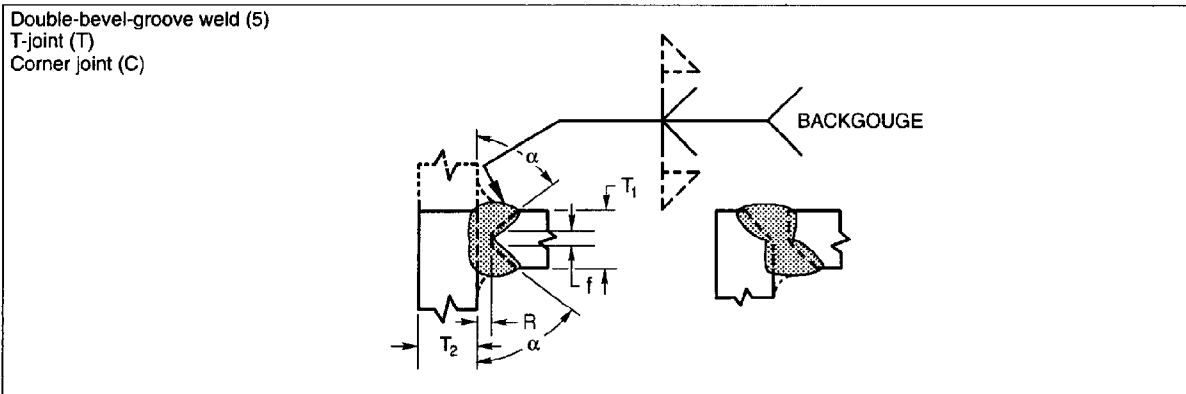 Double-bevel-groove weld (5)
T-joint (T)
Corner joint (C)
BACKGOUGE
α
T₁
f
R
T₂
α